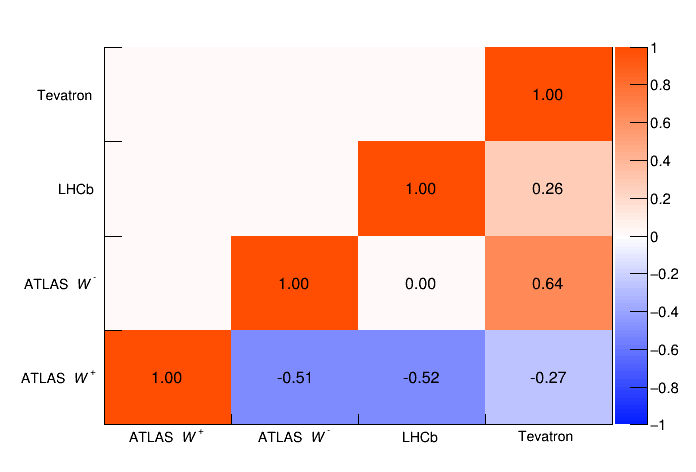 1
Tevatron
1.00
0.8
0.6
0.4
LHCb
1.00
0.26
0.2
0
ATLAS W⁻
1.00
0.00
0.64
−0.2
−0.4
ATLAS W⁺
1.00
-0.51
-0.52
-0.27
−0.6
−0.8
−1
ATLAS W⁺
ATLAS W⁻
LHCb
Tevatron